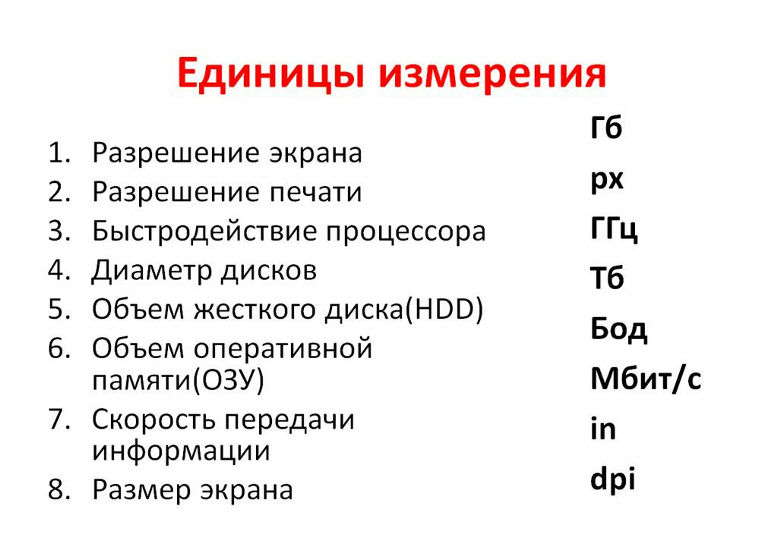 Единицы измерения
1. Разрешение экрана
2. Разрешение печати
3. Быстродействие процессора
4. Диаметр дисков
5. Объем жесткого диска(HDD)
6. Объем оперативной
памяти(ОЗУ)
7. Скорость передачи
информации
8. Размер экрана
Гб
px
ГГц
Тб
Бод
Мбит/с
in
dpi